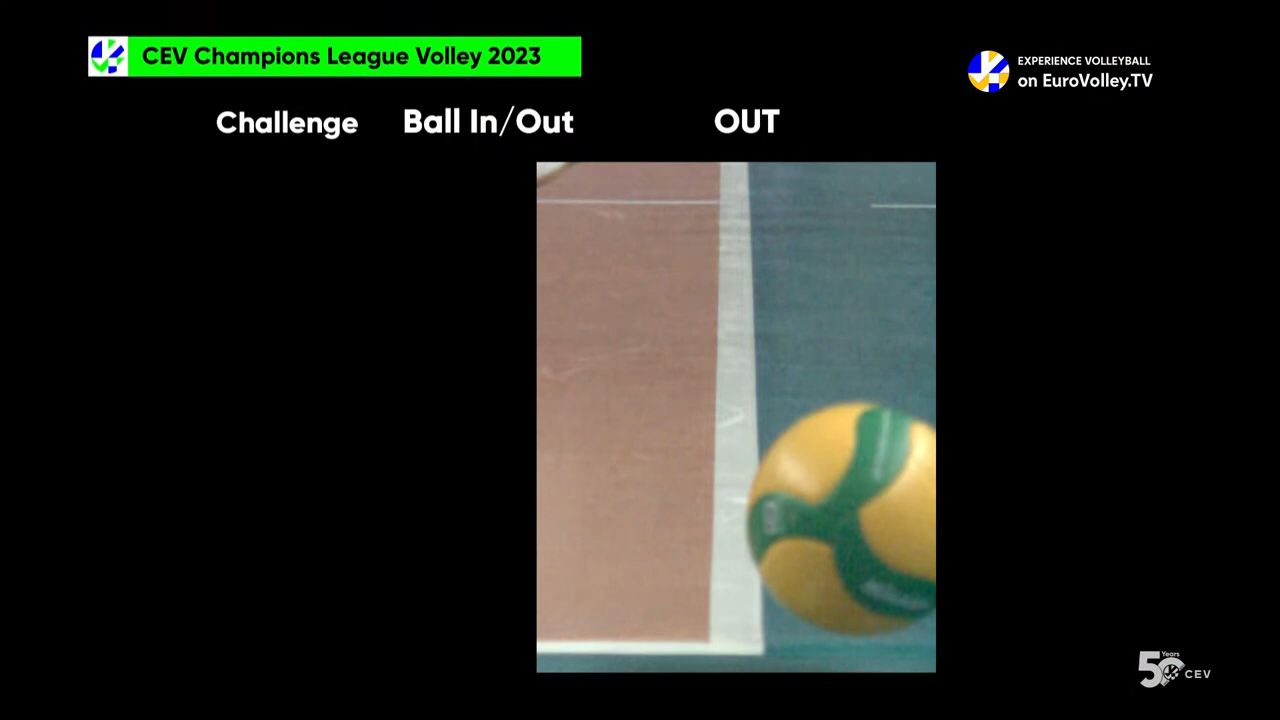 CEV Champions League Volley 2023
EXPERIENCE VOLLEYBALL
on EuroVolley.TV
Challenge Ball In/Out OUT
50 Years CEV